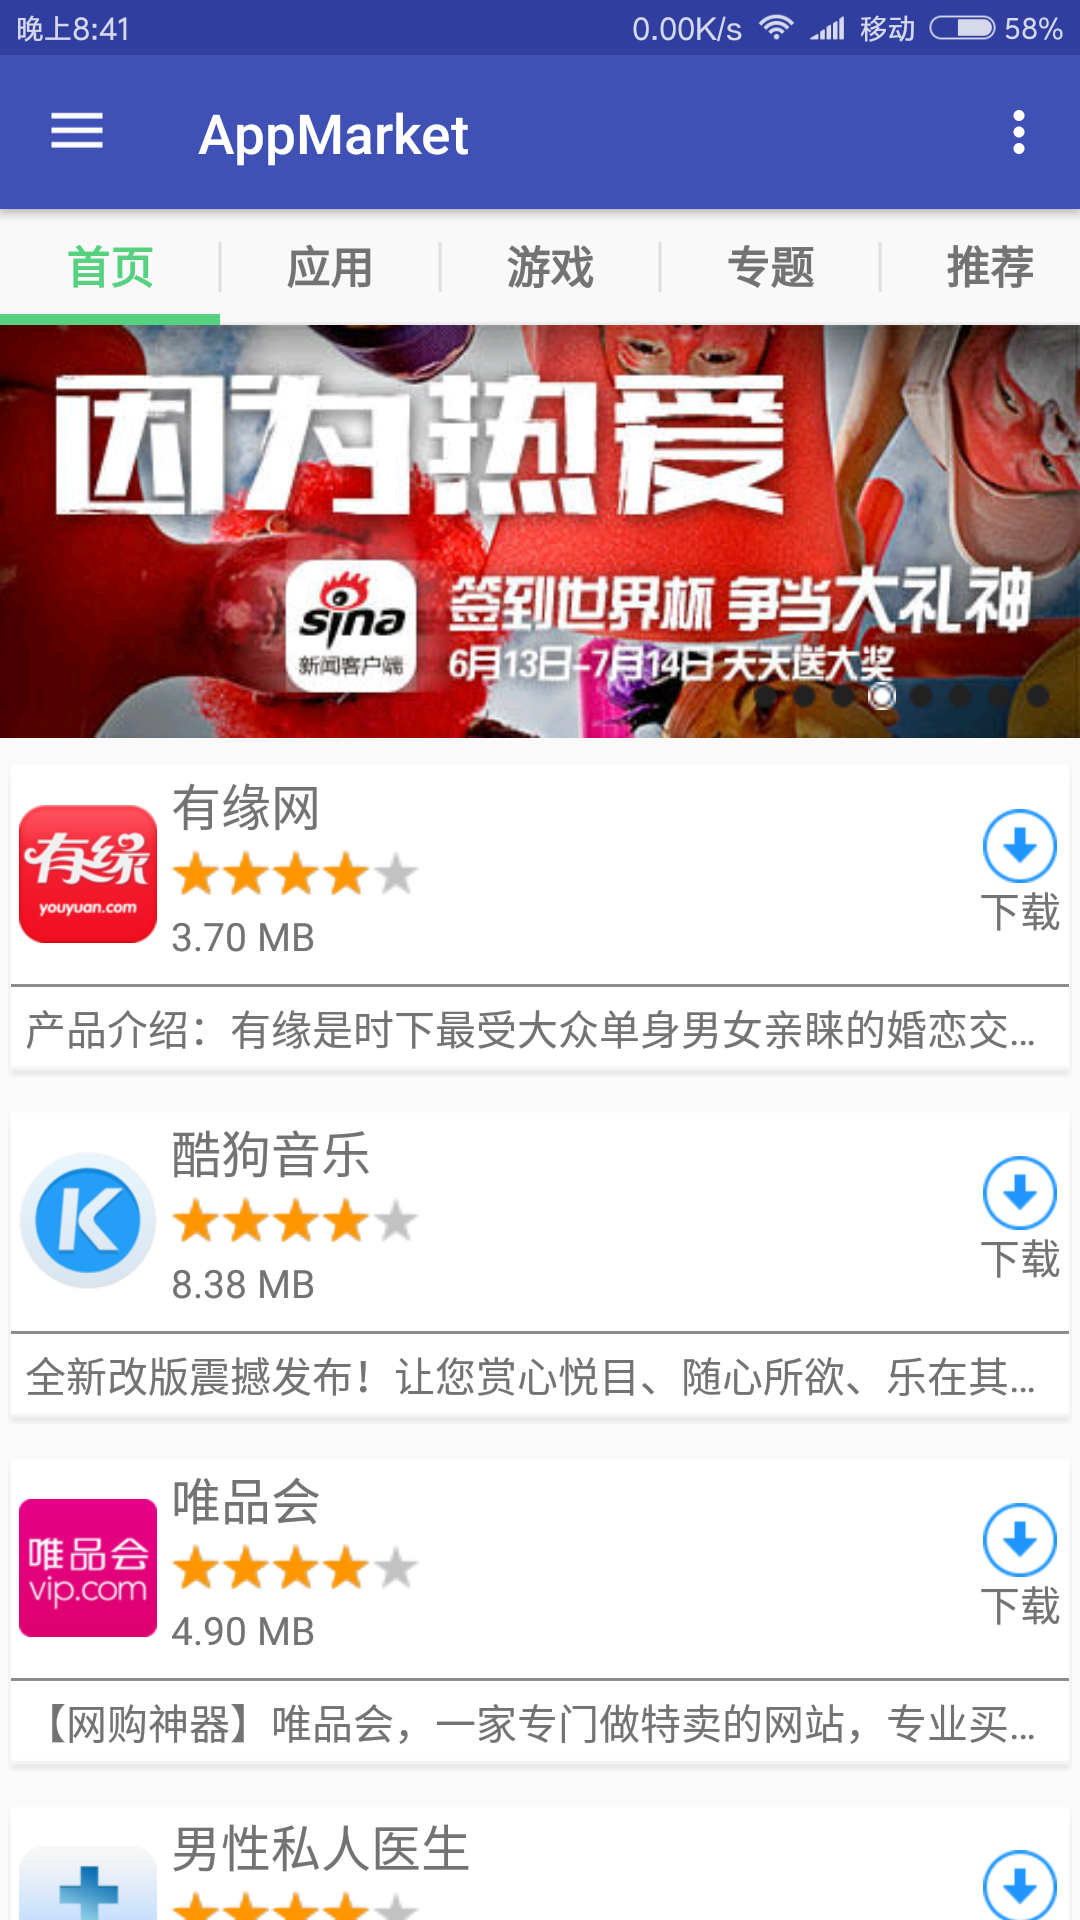 晚上8:41
0.00K/s 移动 58%
AppMarket
首页 应用 游戏 专题 推荐
因为热爱
sina
新闻客户端
签到世界杯 争当大礼神
6月13日-7月14日 天天送大奖
有缘
youyuan.com
有缘网
3.70 MB
下载
产品介绍：有缘是时下最受大众单身男女亲睐的婚恋交...
K
酷狗音乐
8.38 MB
下载
全新改版震撼发布！让您赏心悦目、随心所欲、乐在其...
唯品会
vip.com
唯品会
4.90 MB
下载
【网购神器】唯品会，一家专门做特卖的网站，专业买...
男性私人医生